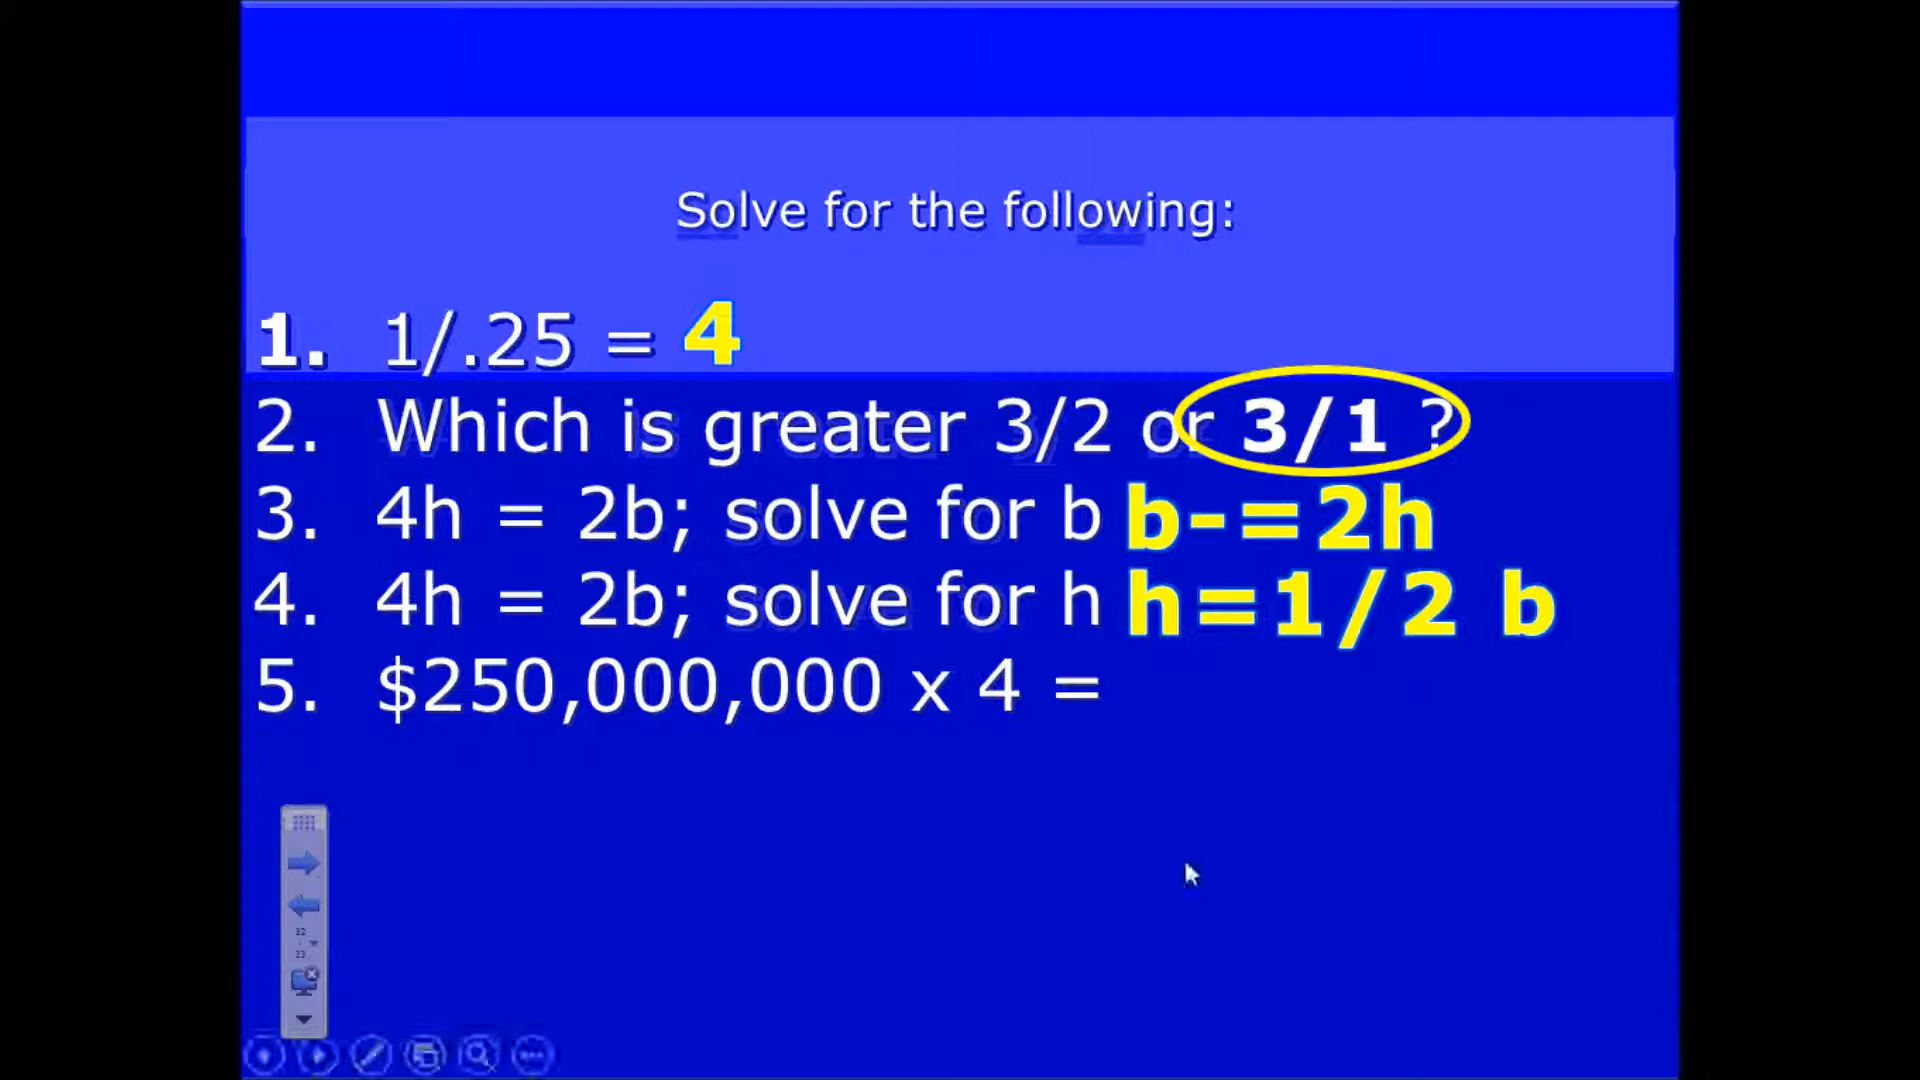 Solve for the following:
1. 1/.25 = 4
2. Which is greater 3/2 or 3/1 ?
3. 4h = 2b; solve for b b-=2h
4. 4h = 2b; solve for h h=1/2 b
5. $250,000,000 x 4 =